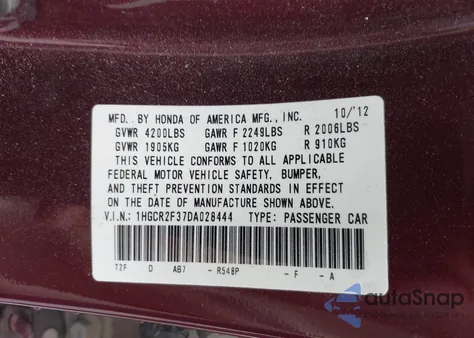 MFD. BY HONDA OF AMERICA MFG., INC. 10/'12
GVWR 4200LBS GAWR F 2249LBS R 2006LBS
GVWR 1905KG GAWR F 1020KG R 910KG
THIS VEHICLE CONFORMS TO ALL APPLICABLE
FEDERAL MOTOR VEHICLE SAFETY, BUMPER,
AND THEFT PREVENTION STANDARDS IN EFFECT
ON THE DATE OF MANUFACTURE SHOWN ABOVE.
V.I.N.: 1HGCR2F37DA028444 TYPE: PASSENGER CAR
T2F D AB7 - R548P - F - A
autoSnap